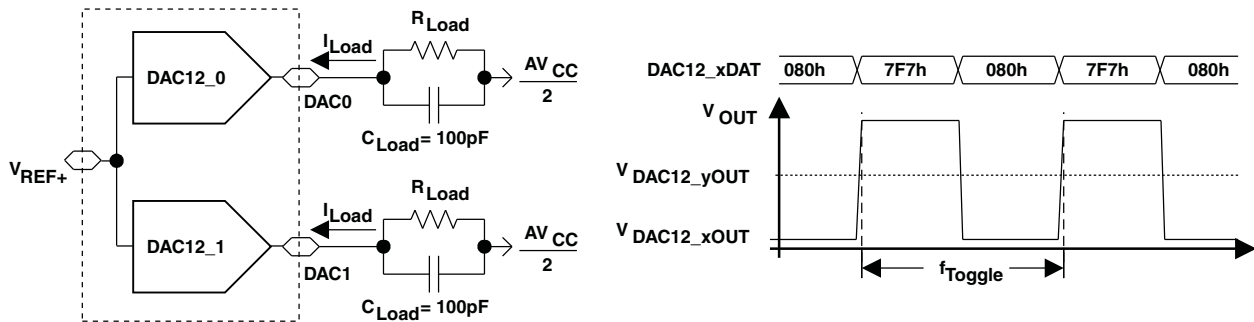 R Load
I Load
AV CC
2
DAC12_0
DAC0
C Load = 100pF
V REF+
R Load
I Load
AV CC
2
DAC12_1
DAC1
C Load = 100pF
DAC12_xDAT 080h 7F7h 080h 7F7h 080h
V OUT
V DAC12_yOUT
V DAC12_xOUT
f Toggle